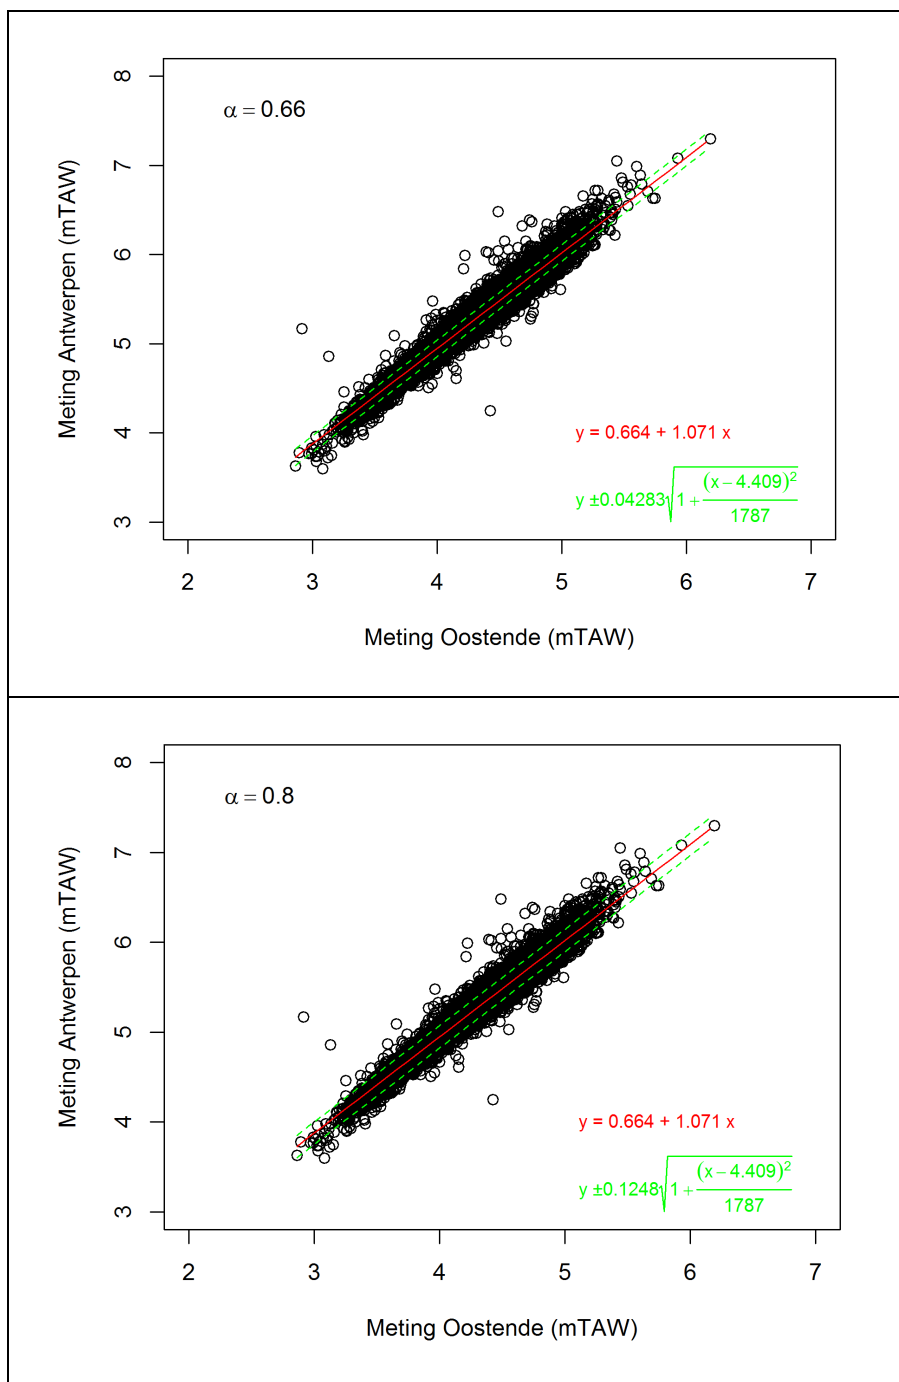 α = 0.66
8
7
6
5
4
3
Meting Antwerpen (mTAW)
y = 0.664 + 1.071 x
y ±0.04283√(1 + (x − 4.409)² / 1787)
2 3 4 5 6 7
Meting Oostende (mTAW)
α = 0.8
8
7
6
5
4
3
Meting Antwerpen (mTAW)
y = 0.664 + 1.071 x
y ±0.1248√(1 + (x − 4.409)² / 1787)
2 3 4 5 6 7
Meting Oostende (mTAW)